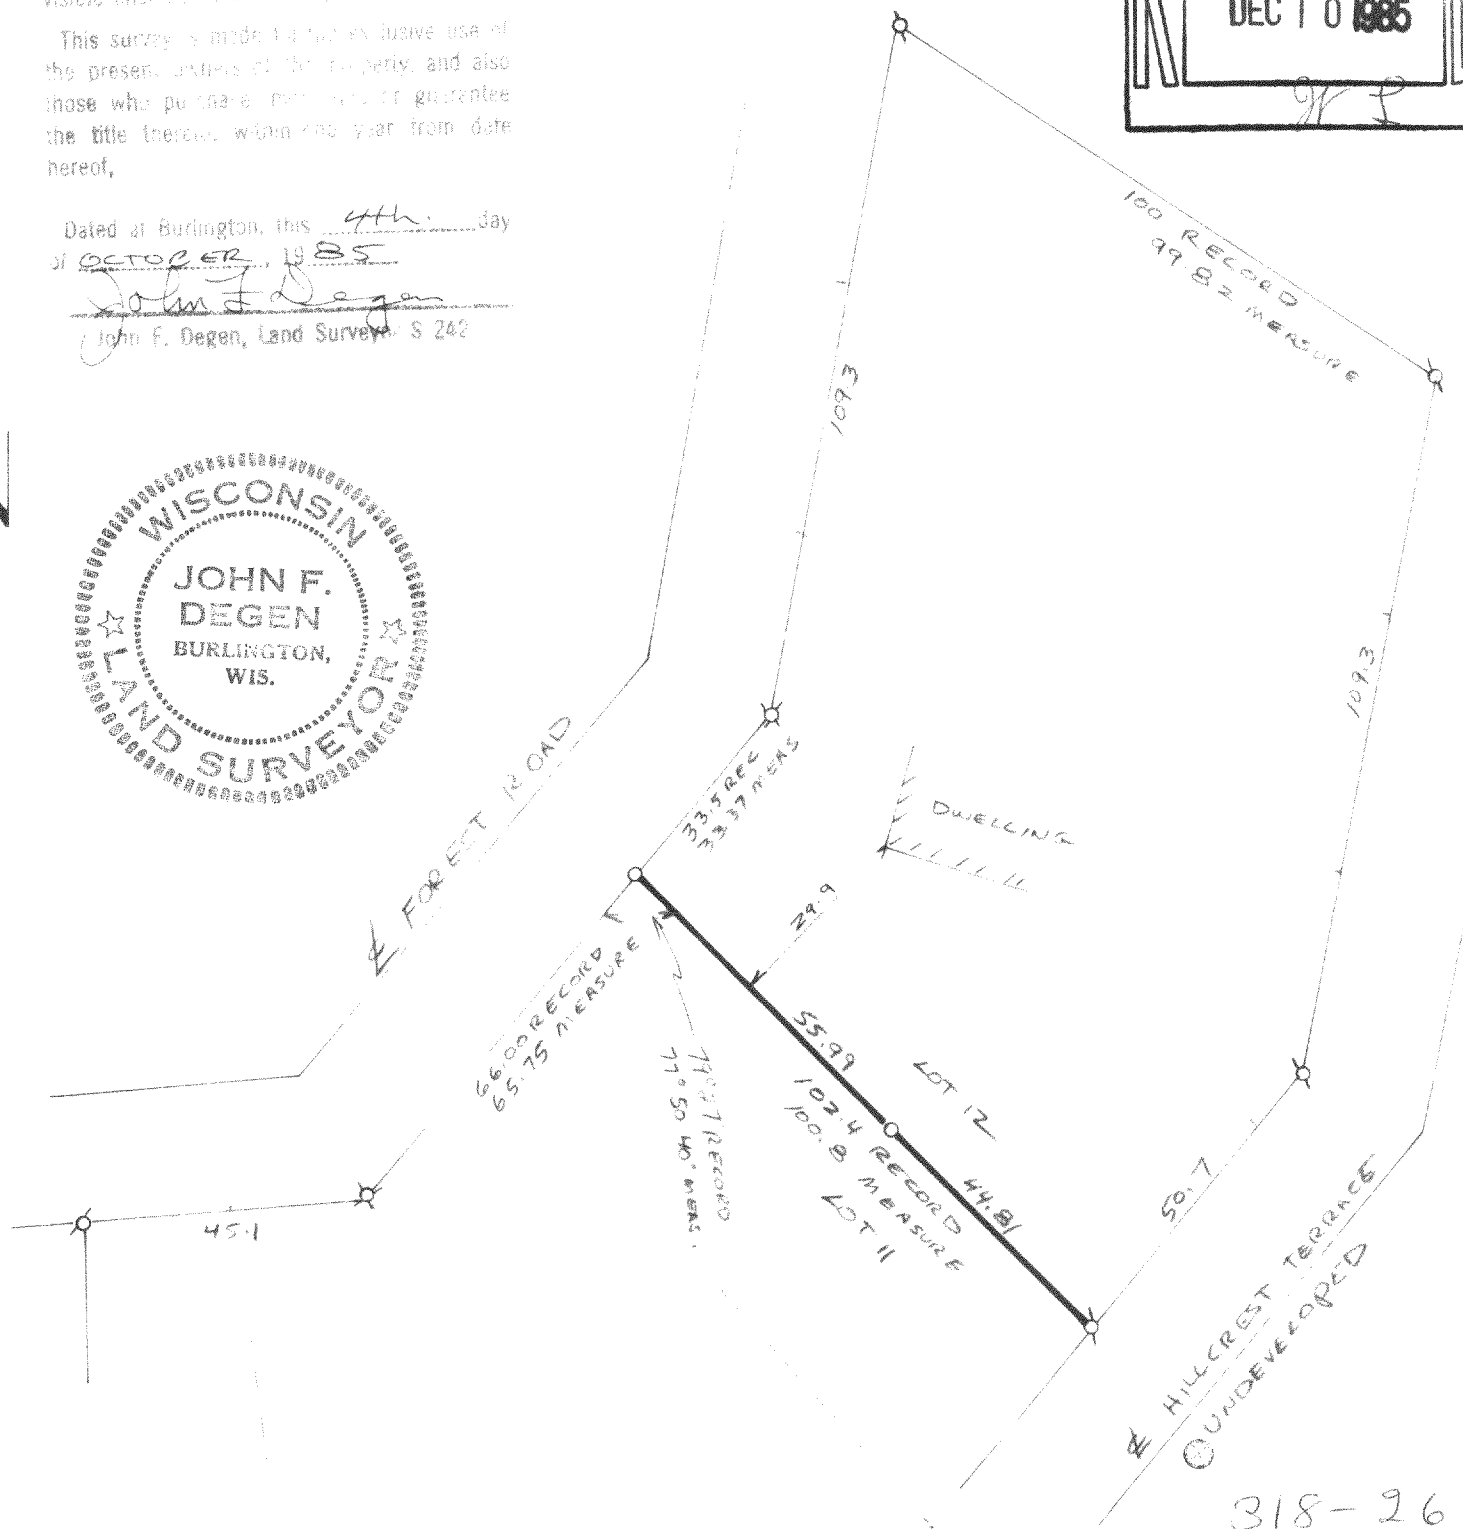 This survey is made for the exclusive use of
the present owners of the property, and also
those who purchase, mortgage or guarantee
the title thereto, within one year from date
hereof,
Dated at Burlington, this 4th. day
of OCTOBER, 1985
John F Degen
John F. Degen, Land Surveyor S 242
DEC 10 1985
WISCONSIN
JOHN F.
DEGEN
BURLINGTON,
WIS.
LAND SURVEYOR
100 RECORD
99.82 MEASURE
109.3
109.3
33.5 REC
33.37 MEAS
FOREST ROAD
DWELLING
29.9
66.00 RECORD
65.75 MEASURE
55.99
LOT 12
102.4 RECORD
100.8 MEASURE
LOT 11
44.81
RECORD
77° 50' 40" MEAS.
50.7
45.1
HILLCREST TERRACE
UNDEVELOPED
318-26